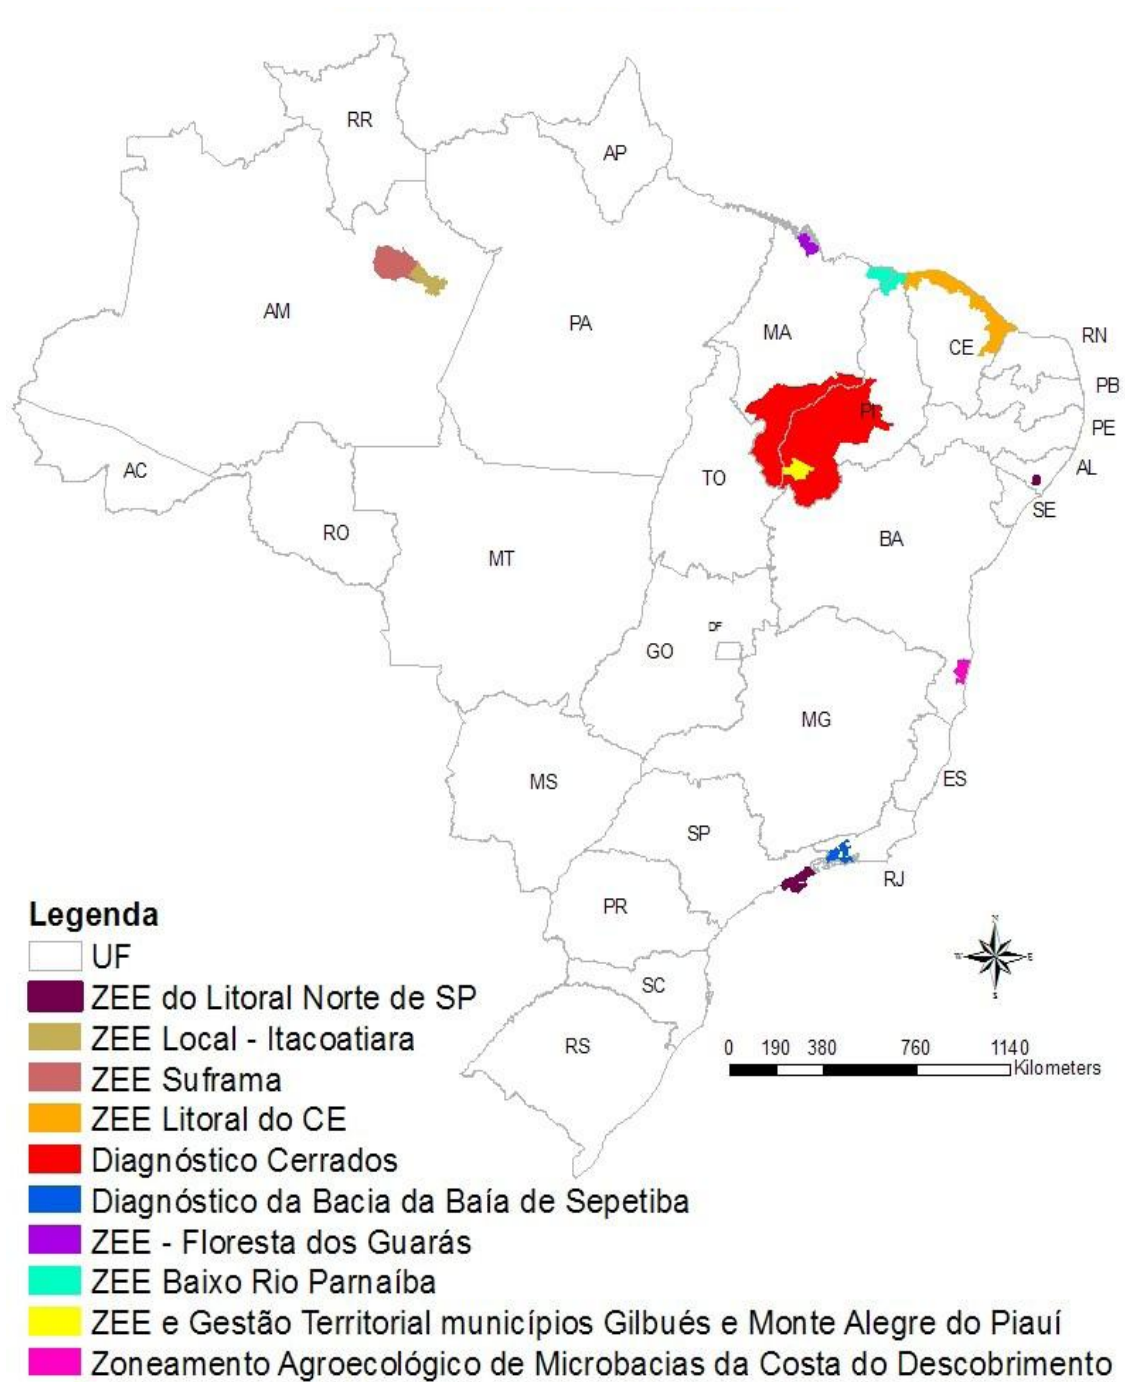 RR
AP
AM
PA
MA
CE
RN
PB
PE
AL
SE
PI
TO
AC
RO
MT
BA
DF
GO
MG
ES
MS
SP
RJ
PR
SC
RS
N
W
E
S
0 190 380 760 1140
Kilometers
Legenda
UF
ZEE do Litoral Norte de SP
ZEE Local - Itacoatiara
ZEE Suframa
ZEE Litoral do CE
Diagnóstico Cerrados
Diagnóstico da Bacia da Baía de Sepetiba
ZEE - Floresta dos Guarás
ZEE Baixo Rio Parnaíba
ZEE e Gestão Territorial municípios Gilbués e Monte Alegre do Piauí
Zoneamento Agroecológico de Microbacias da Costa do Descobrimento